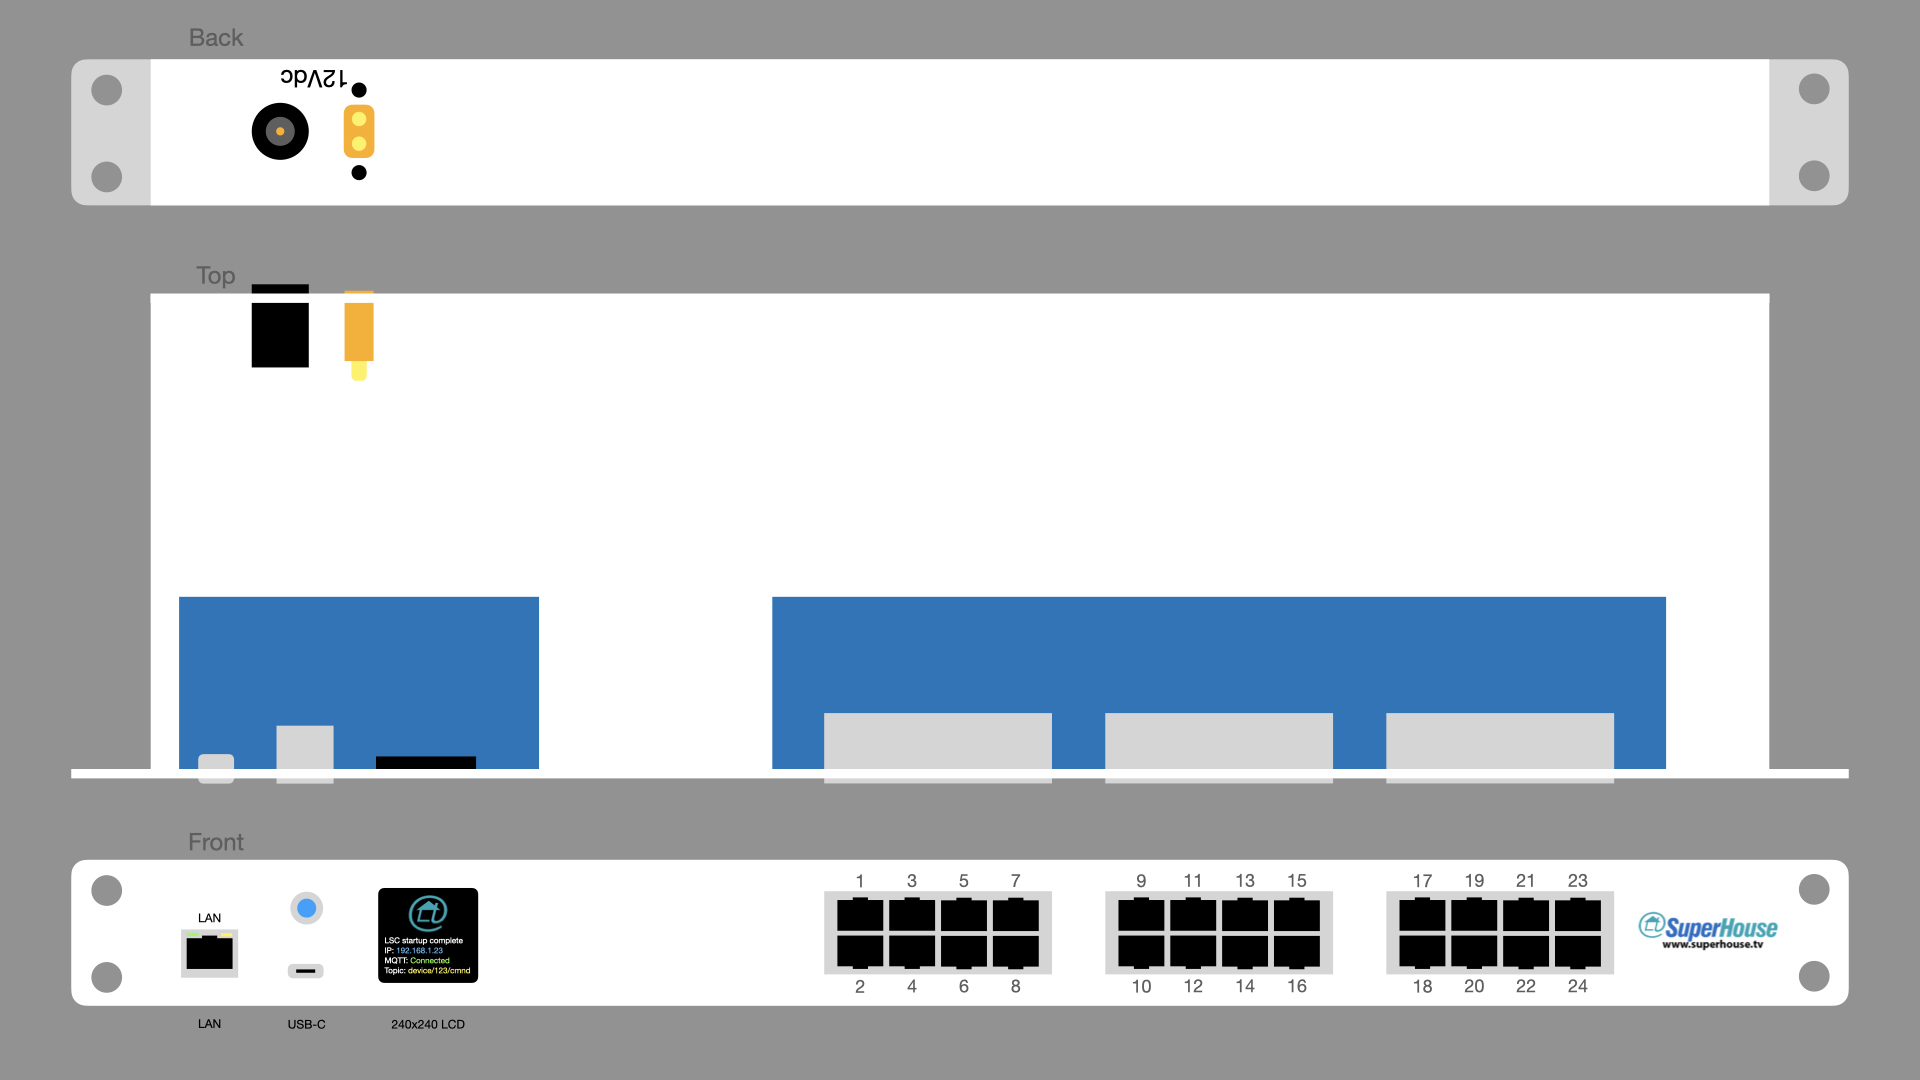 Back
12Vdc
Top
Front
1 3 5 7 9 11 13 15 17 19 21 23
LAN
LSC startup complete
IP: 192.168.1.23
MQTT: Connected
Topic: device/123/cmnd
SuperHouse
www.superhouse.tv
2 4 6 8 10 12 14 16 18 20 22 24
LAN USB-C 240x240 LCD